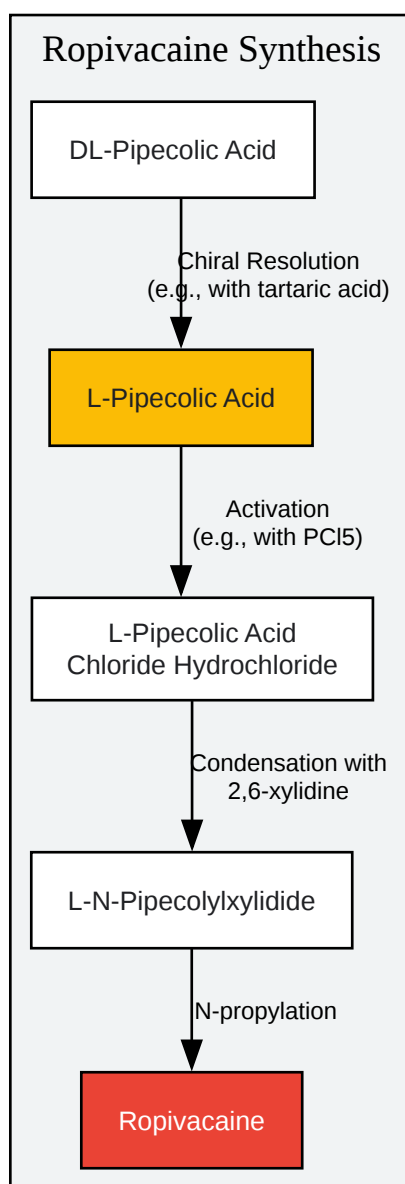 Ropivacaine Synthesis
DL-Pipecolic Acid
Chiral Resolution
(e.g., with tartaric acid)
L-Pipecolic Acid
Activation
(e.g., with PCl5)
L-Pipecolic Acid
Chloride Hydrochloride
Condensation with
2,6-xylidine
L-N-Pipecolylxylidide
N-propylation
Ropivacaine